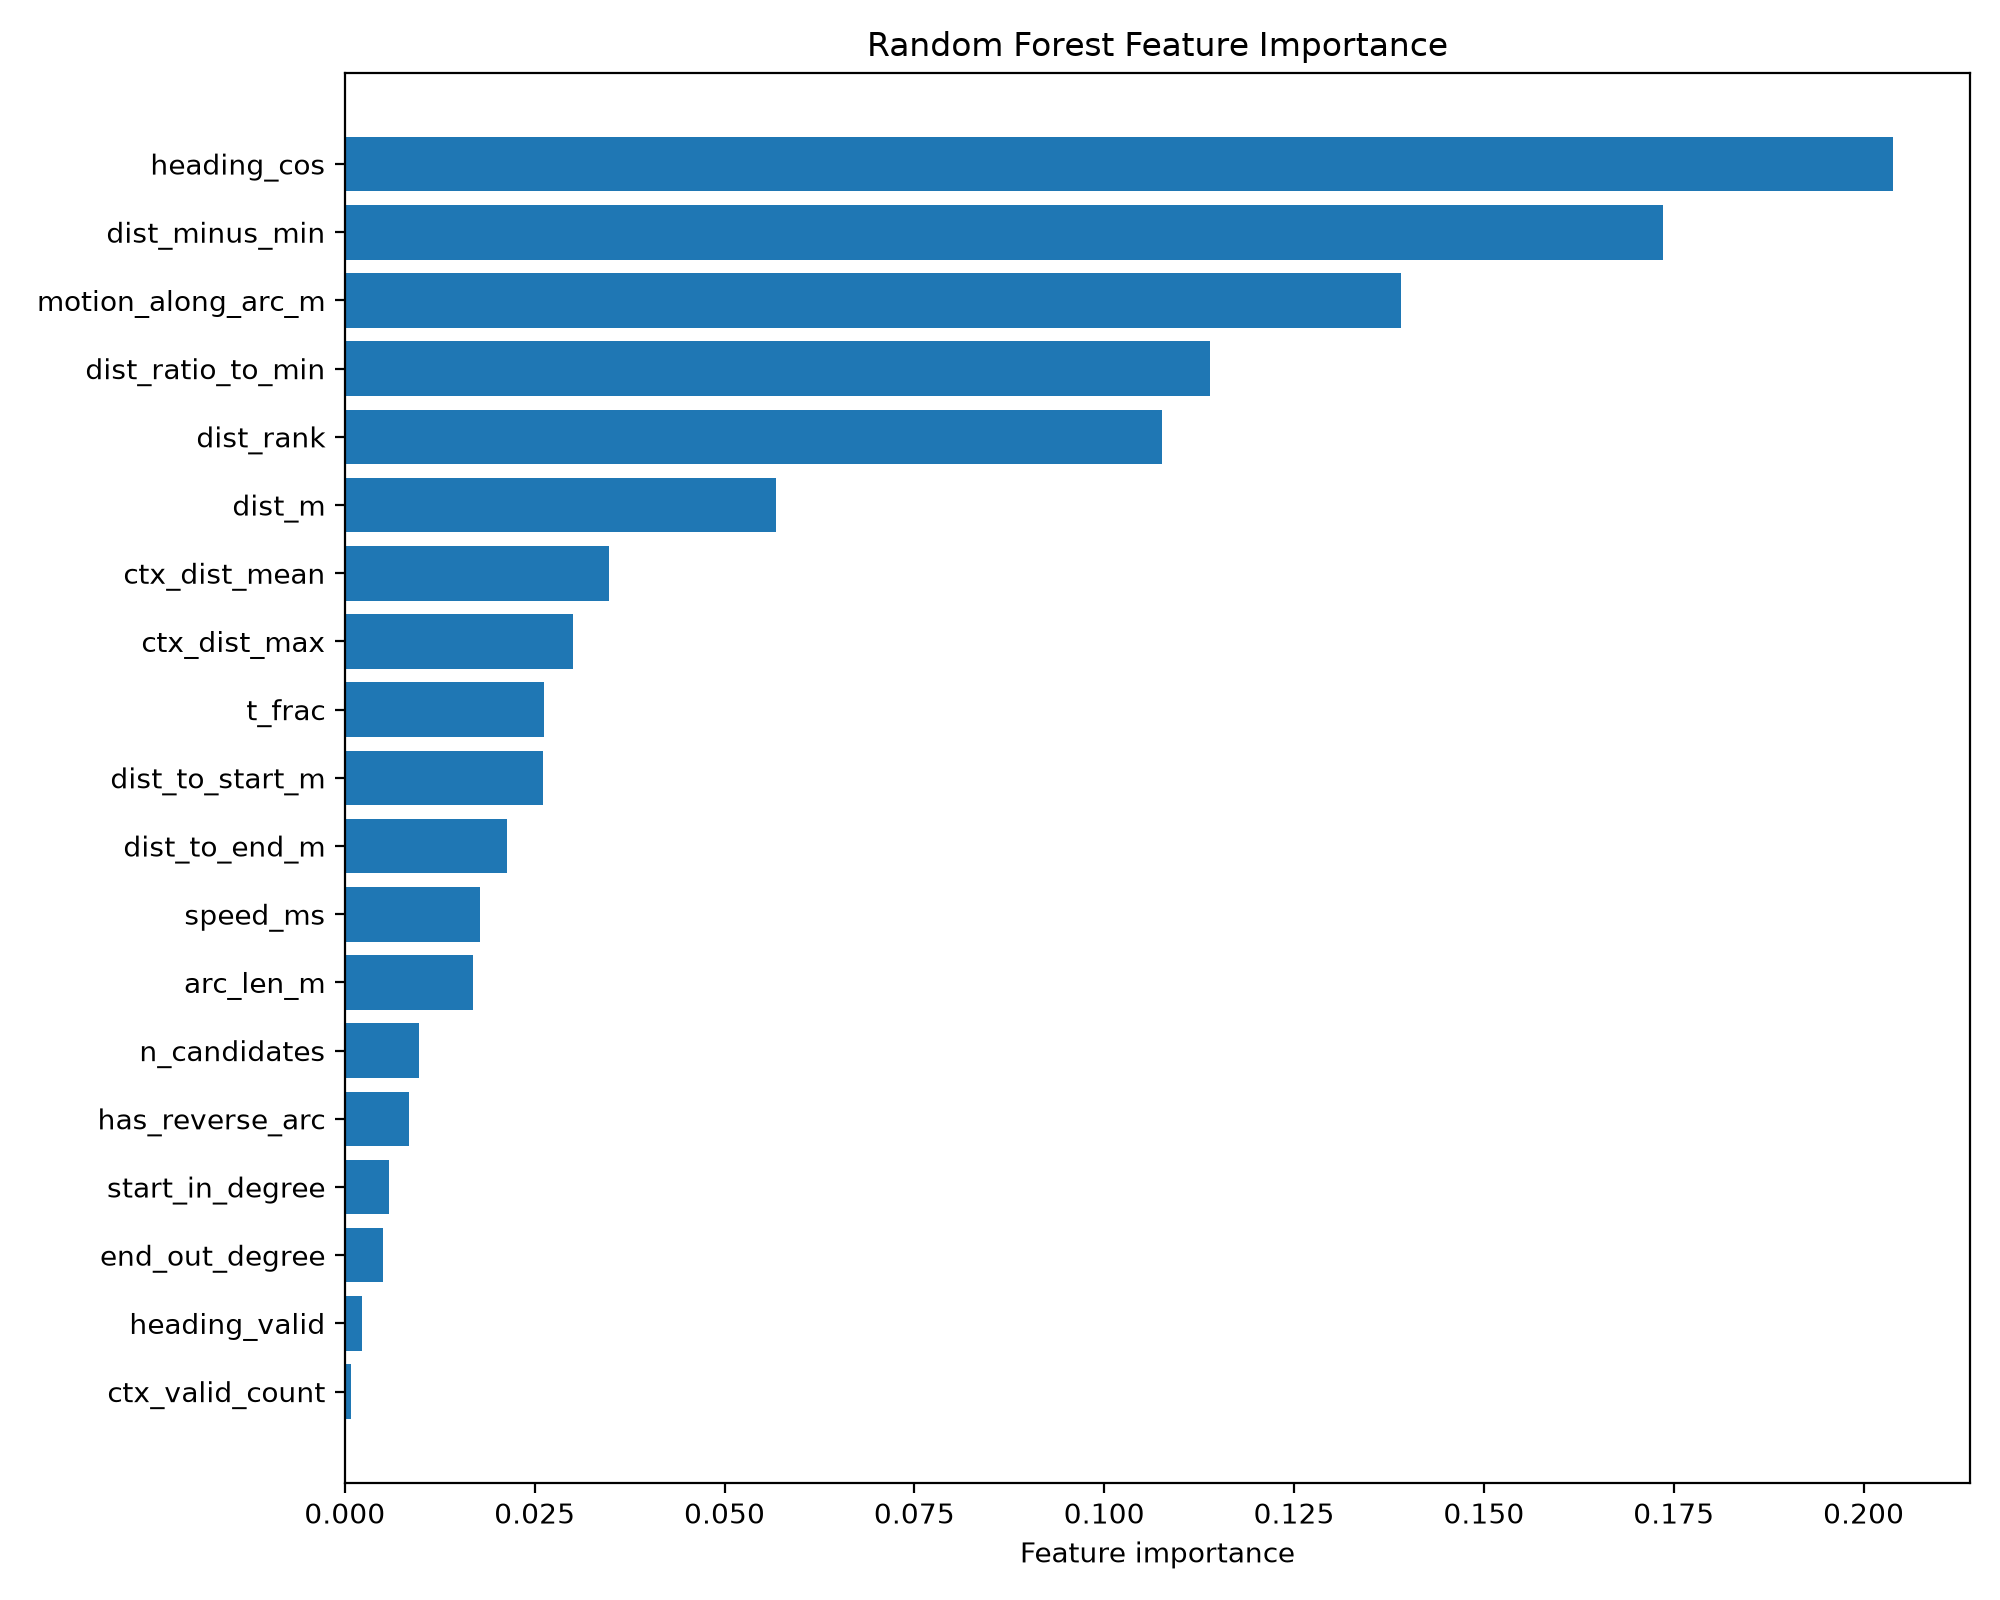 Random Forest Feature Importance
heading_cos
dist_minus_min
motion_along_arc_m
dist_ratio_to_min
dist_rank
dist_m
ctx_dist_mean
ctx_dist_max
t_frac
dist_to_start_m
dist_to_end_m
speed_ms
arc_len_m
n_candidates
has_reverse_arc
start_in_degree
end_out_degree
heading_valid
ctx_valid_count
0.000 0.025 0.050 0.075 0.100 0.125 0.150 0.175 0.200
Feature importance